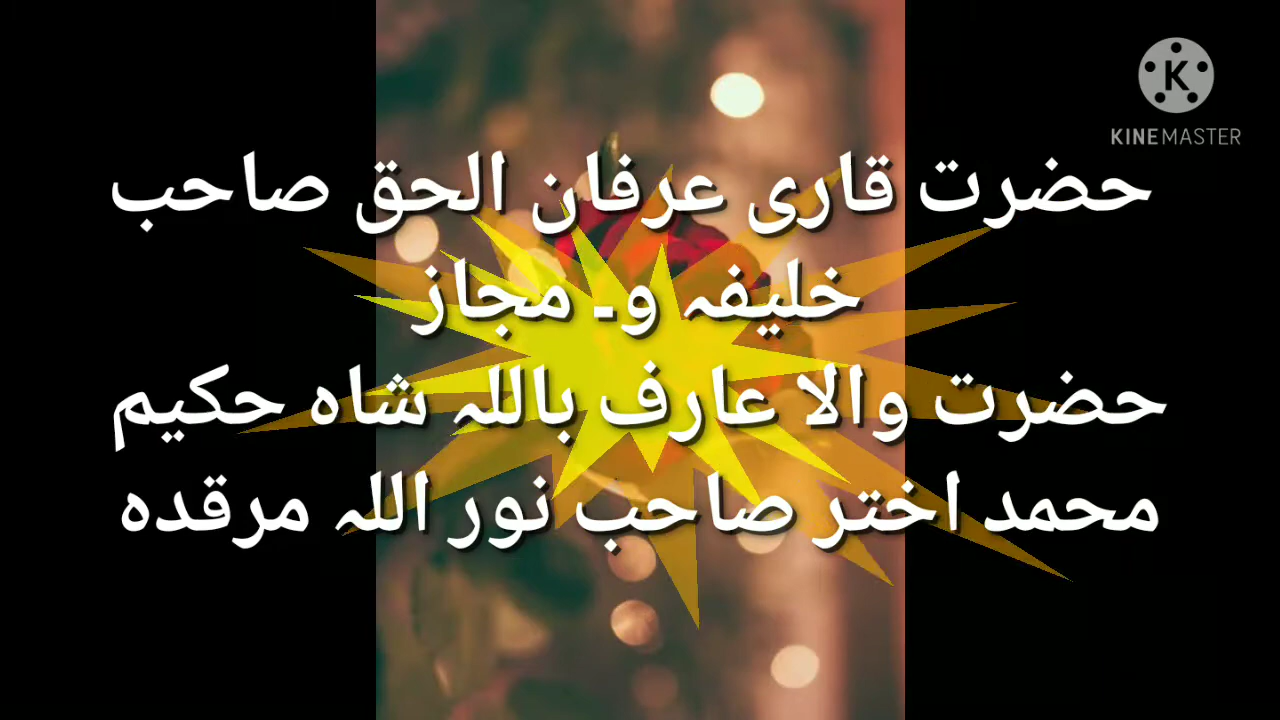 KINEMASTER
حضرت قاری عرفان الحق صاحب
خلیفہ و۔ مجاز
حضرت والا عارف باللہ شاہ حکیم
محمد اختر صاحب نور اللہ مرقدہ